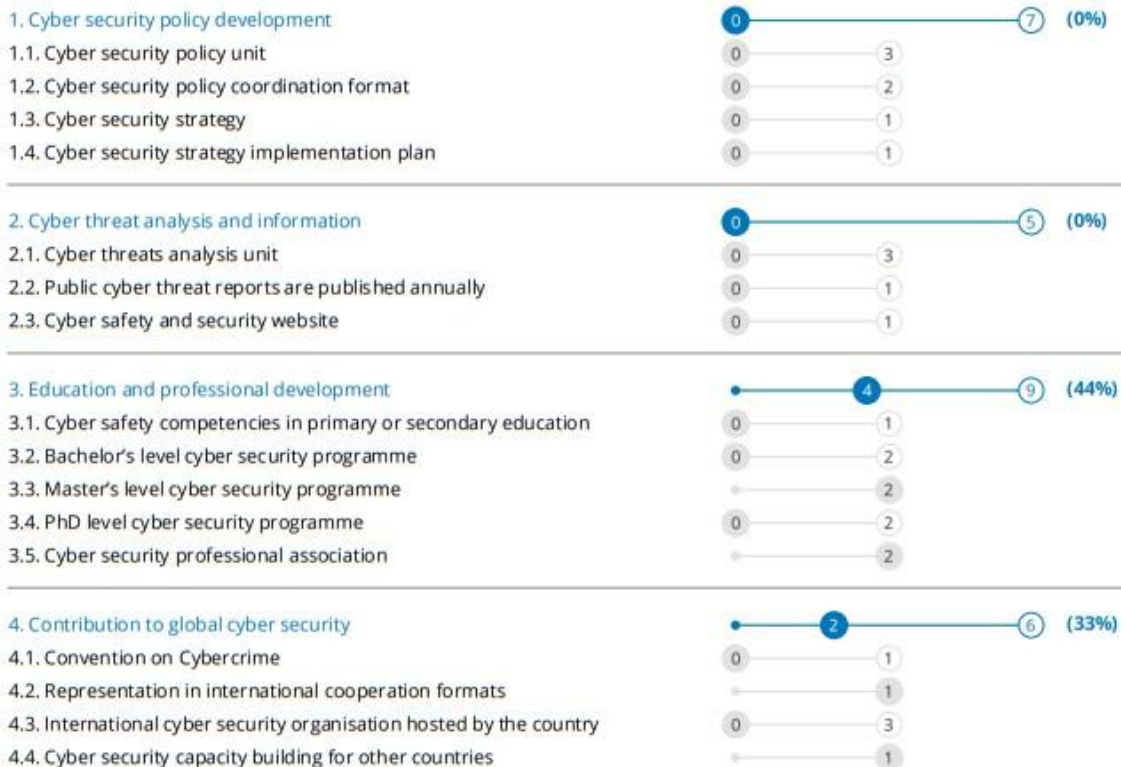 1. Cyber security policy development 0 7 (0%)
1.1. Cyber security policy unit 0 3
1.2. Cyber security policy coordination format 0 2
1.3. Cyber security strategy 0 1
1.4. Cyber security strategy implementation plan 0 1
2. Cyber threat analysis and information 0 5 (0%)
2.1. Cyber threats analysis unit 0 3
2.2. Public cyber threat reports are published annually 0 1
2.3. Cyber safety and security website 0 1
3. Education and professional development 4 9 (44%)
3.1. Cyber safety competencies in primary or secondary education 0 1
3.2. Bachelor's level cyber security programme 0 2
3.3. Master's level cyber security programme 2
3.4. PhD level cyber security programme 0 2
3.5. Cyber security professional association 2
4. Contribution to global cyber security 2 6 (33%)
4.1. Convention on Cybercrime 0 1
4.2. Representation in international cooperation formats 1
4.3. International cyber security organisation hosted by the country 0 3
4.4. Cyber security capacity building for other countries 1